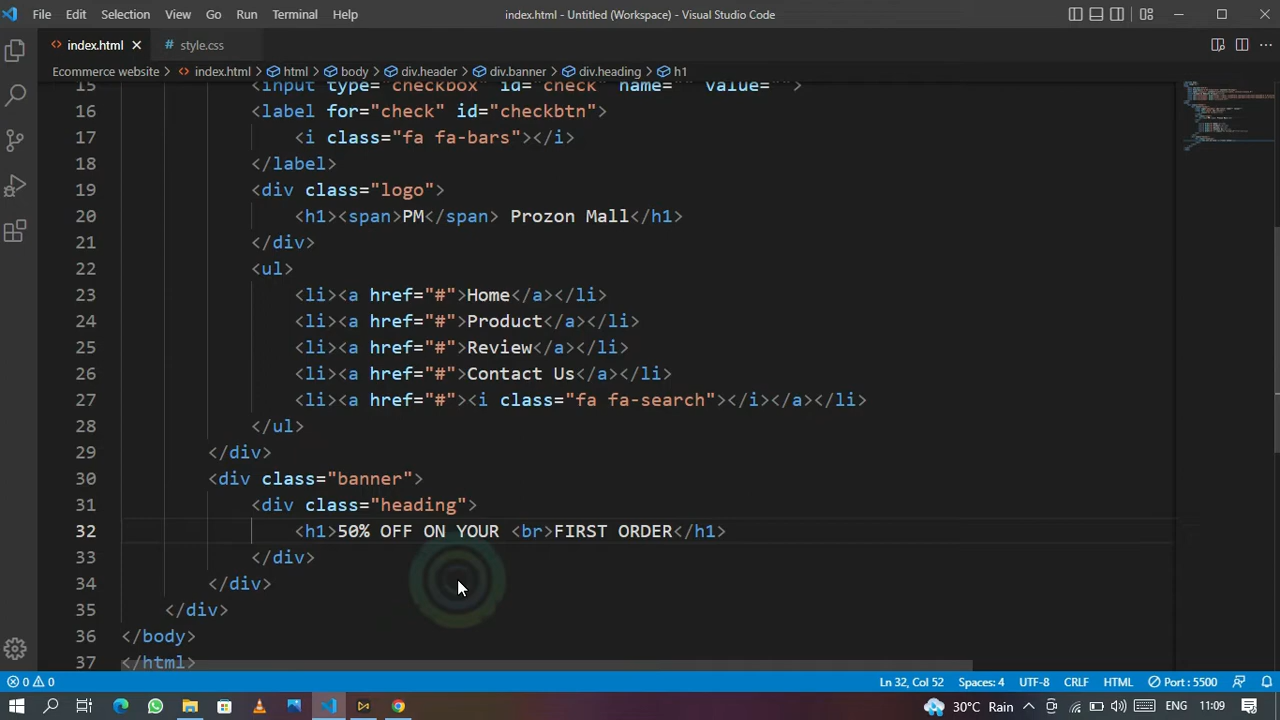 File Edit Selection View Go Run Terminal Help index.html - Untitled (Workspace) - Visual Studio Code
index.html style.css
Ecommerce website > index.html > html > body > div.header > div.banner > div.heading > h1
15 <input type="checkbox" id="check" name="" value="">
16 <label for="check" id="checkbtn">
17 <i class="fa fa-bars"></i>
18 </label>
19 <div class="logo">
20 <h1><span>PM</span> Prozon Mall</h1>
21 </div>
22 <ul>
23 <li><a href="#">Home</a></li>
24 <li><a href="#">Product</a></li>
25 <li><a href="#">Review</a></li>
26 <li><a href="#">Contact Us</a></li>
27 <li><a href="#"><i class="fa fa-search"></i></a></li>
28 </ul>
29 </div>
30 <div class="banner">
31 <div class="heading">
32 <h1>50% OFF ON YOUR <br>FIRST ORDER</h1>
33 </div>
34 </div>
35 </div>
36 </body>
37 </html>
0 0 Ln 32, Col 52 Spaces: 4 UTF-8 CRLF HTML Port : 5500
30°C Rain ENG 11:09